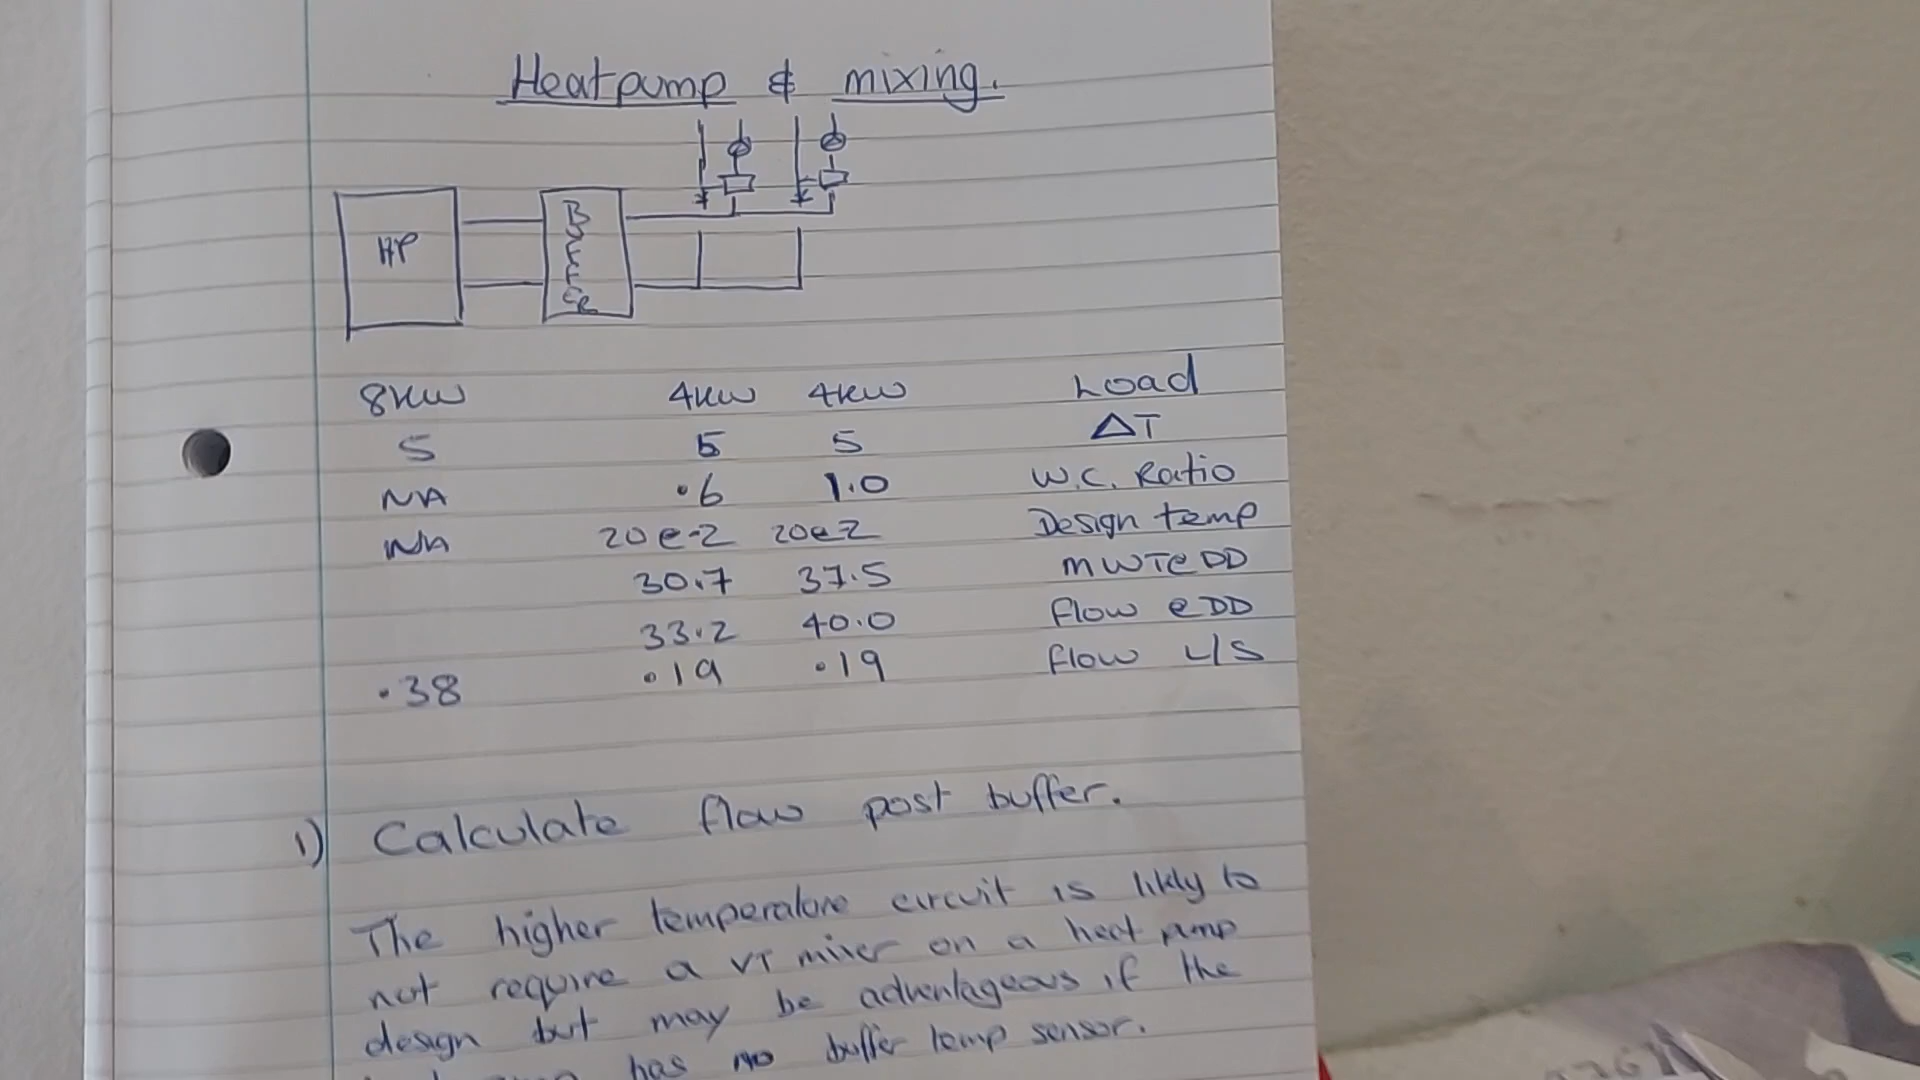 Heatpump & mixing.
HP
BUFFER
8KW 4KW 4KW Load
5 5 5 ΔT
NA .6 1.0 W.C. Ratio
NA 20@-2 20@2 Design temp
30.7 37.5 MWT@DD
33.2 40.0 flow @DD
.38 .19 .19 flow L/S
1) Calculate flow post buffer.
The higher temperature circuit is likly to
not require a VT mixer on a heat pump
design but may be advantageous if the
has no buffer temp sensor.